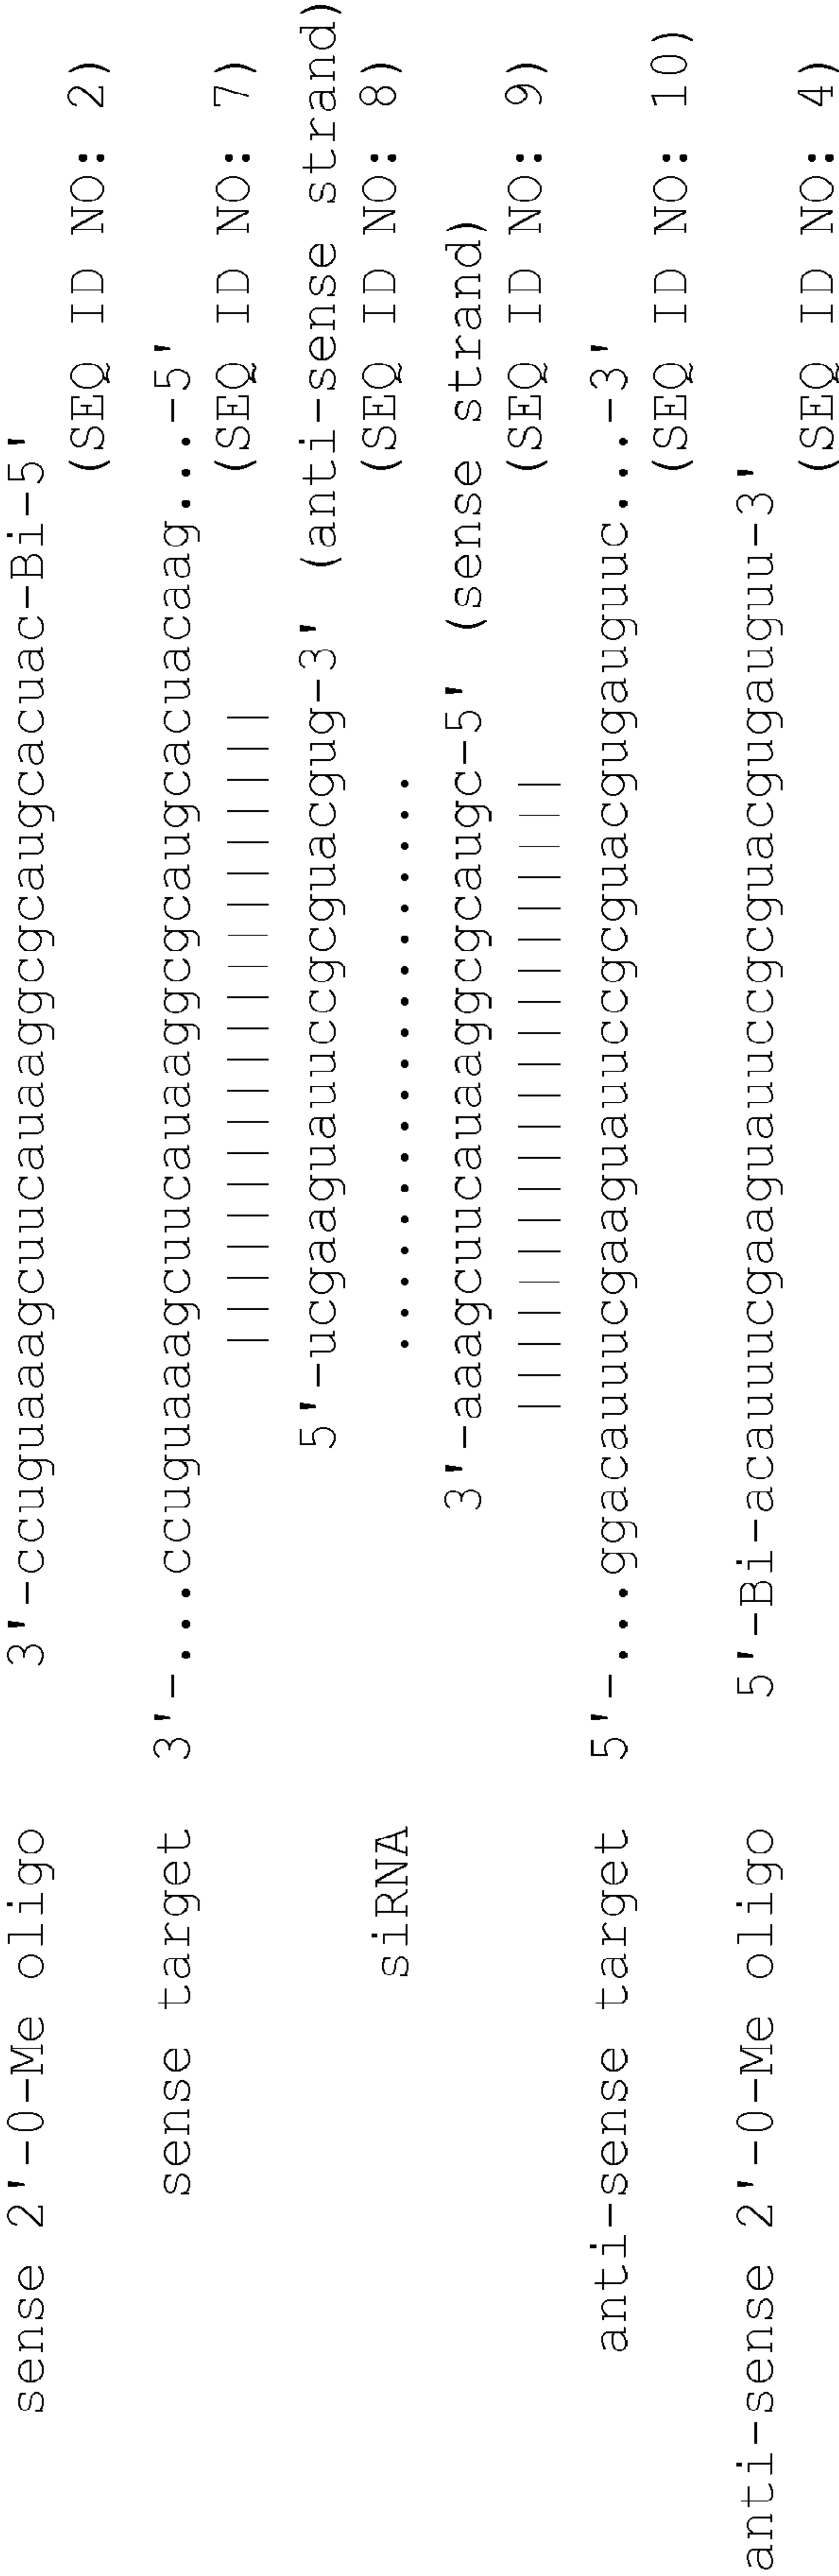 sense 2'-0-Me oligo 3'-ccuguaaagcuucauaaggcgcaugcacuac-Bi-5'
(SEQ ID NO: 2)
sense target 3'-...ccuguaaagcuucauaaggcgcaugcacuacaag...-5'
(SEQ ID NO: 7)
5'-ucgaaguauuccgcguacgug-3' (anti-sense strand)
siRNA (SEQ ID NO: 8)
3'-aaagcuucauaaggcgcaugc-5' (sense strand)
(SEQ ID NO: 9)
anti-sense target 5'-...ggacauuucgaaguauuccgcguacgugauguuc...-3'
(SEQ ID NO: 10)
anti-sense 2'-0-Me oligo 5'-Bi-acauuucgaaguauuccgcguacgugauguu-3'
(SEQ ID NO: 4)